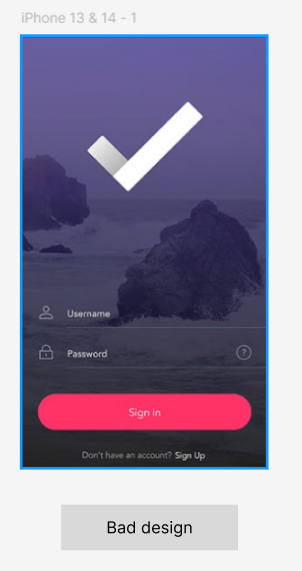 iPhone 13 & 14 - 1
Username
Password
?
Sign in
Don't have an account? Sign Up
Bad design